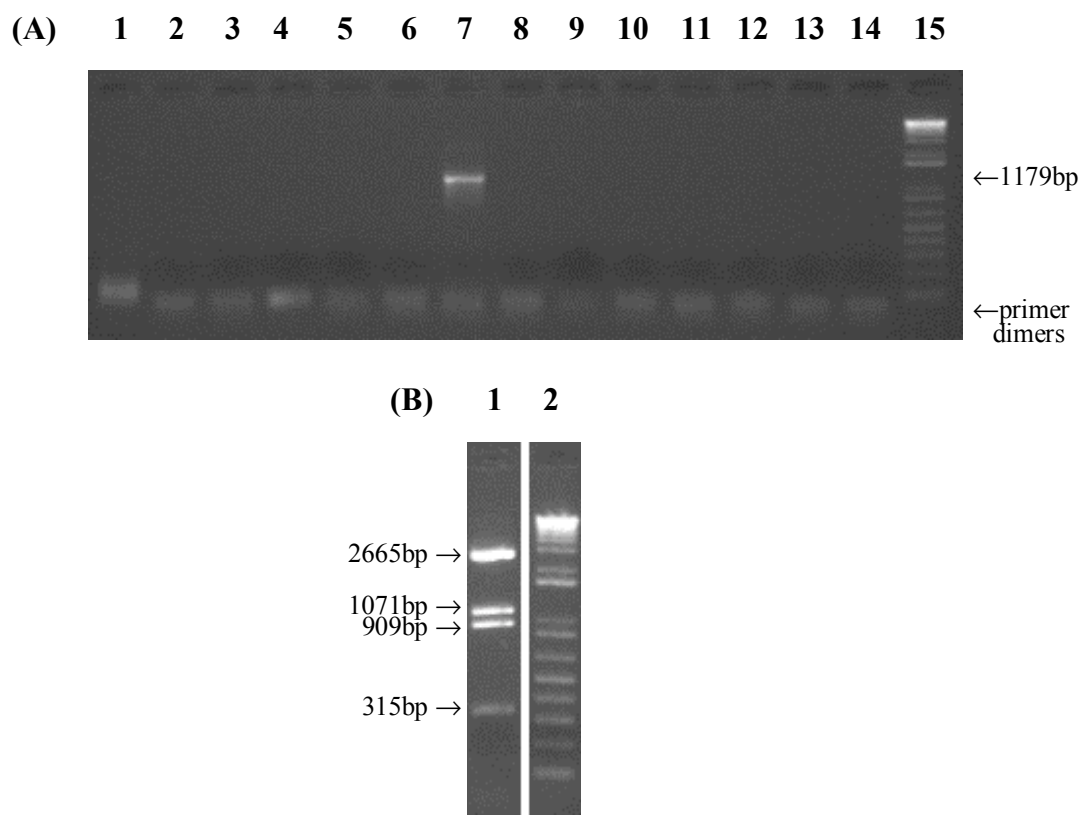 (A) 1 2 3 4 5 6 7 8 9 10 11 12 13 14 15
←1179bp
←primer
dimers
(B) 1 2
2665bp →
1071bp →
909bp →
315bp →